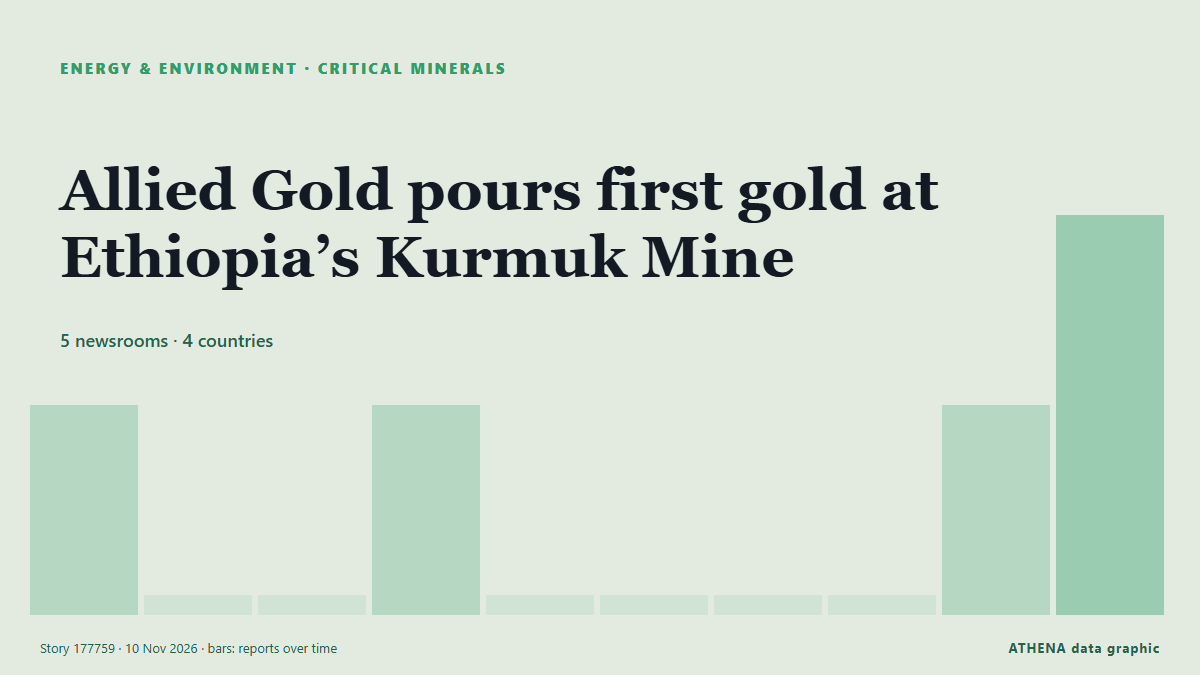 ENERGY & ENVIRONMENT · CRITICAL MINERALS
Allied Gold pours first gold at
Ethiopia’s Kurmuk Mine
5 newsrooms · 4 countries
Story 177759 · 10 Nov 2026 · bars: reports over time
ATHENA data graphic